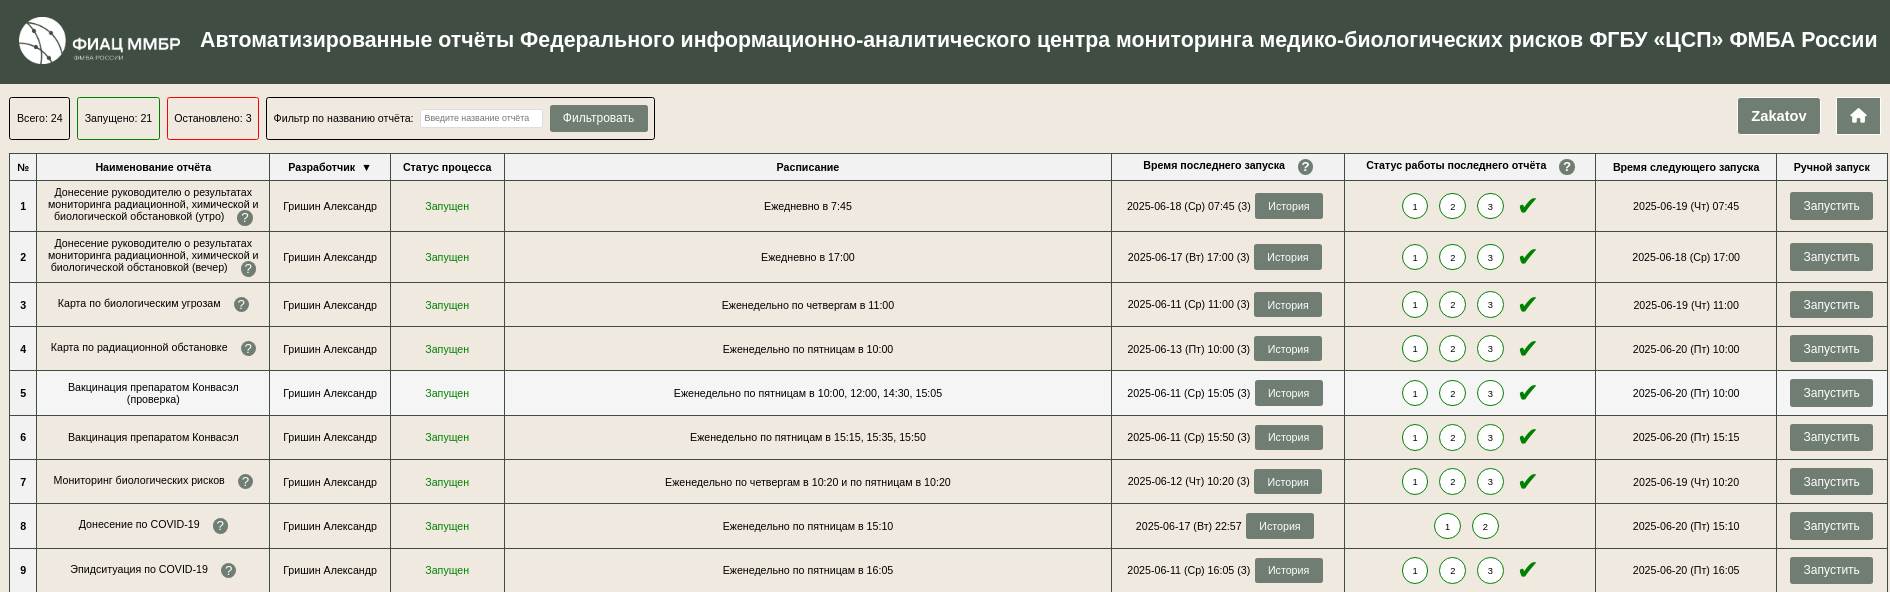 ФИАЦ ММБР
ФМБА РОССИИ
Автоматизированные отчёты Федерального информационно-аналитического центра мониторинга медико-биологических рисков ФГБУ «ЦСП» ФМБА России
Всего: 24 Запущено: 21 Остановлено: 3 Фильтр по названию отчёта: Введите название отчёта Фильтровать Zakatov
№ Наименование отчёта Разработчик ▼ Статус процесса Расписание Время последнего запуска ? Статус работы последнего отчёта ? Время следующего запуска Ручной запуск
Донесение руководителю о результатах
мониторинга радиационной, химической и
биологической обстановкой (утро) ?
1 Гришин Александр Запущен Ежедневно в 7:45 2025-06-18 (Ср) 07:45 (3) История 1 2 3 ✔ 2025-06-19 (Чт) 07:45 Запустить
Донесение руководителю о результатах
мониторинга радиационной, химической и
биологической обстановкой (вечер) ?
2 Гришин Александр Запущен Ежедневно в 17:00 2025-06-17 (Вт) 17:00 (3) История 1 2 3 ✔ 2025-06-18 (Ср) 17:00 Запустить
3 Карта по биологическим угрозам ? Гришин Александр Запущен Еженедельно по четвергам в 11:00 2025-06-11 (Ср) 11:00 (3) История 1 2 3 ✔ 2025-06-19 (Чт) 11:00 Запустить
4 Карта по радиационной обстановке ? Гришин Александр Запущен Еженедельно по пятницам в 10:00 2025-06-13 (Пт) 10:00 (3) История 1 2 3 ✔ 2025-06-20 (Пт) 10:00 Запустить
Вакцинация препаратом Конвасэл
(проверка)
5 Гришин Александр Запущен Еженедельно по пятницам в 10:00, 12:00, 14:30, 15:05 2025-06-11 (Ср) 15:05 (3) История 1 2 3 ✔ 2025-06-20 (Пт) 10:00 Запустить
6 Вакцинация препаратом Конвасэл Гришин Александр Запущен Еженедельно по пятницам в 15:15, 15:35, 15:50 2025-06-11 (Ср) 15:50 (3) История 1 2 3 ✔ 2025-06-20 (Пт) 15:15 Запустить
7 Мониторинг биологических рисков ? Гришин Александр Запущен Еженедельно по четвергам в 10:20 и по пятницам в 10:20 2025-06-12 (Чт) 10:20 (3) История 1 2 3 ✔ 2025-06-19 (Чт) 10:20 Запустить
8 Донесение по COVID-19 ? Гришин Александр Запущен Еженедельно по пятницам в 15:10 2025-06-17 (Вт) 22:57 История 1 2 2025-06-20 (Пт) 15:10 Запустить
9 Эпидситуация по COVID-19 ? Гришин Александр Запущен Еженедельно по пятницам в 16:05 2025-06-11 (Ср) 16:05 (3) История 1 2 3 ✔ 2025-06-20 (Пт) 16:05 Запустить